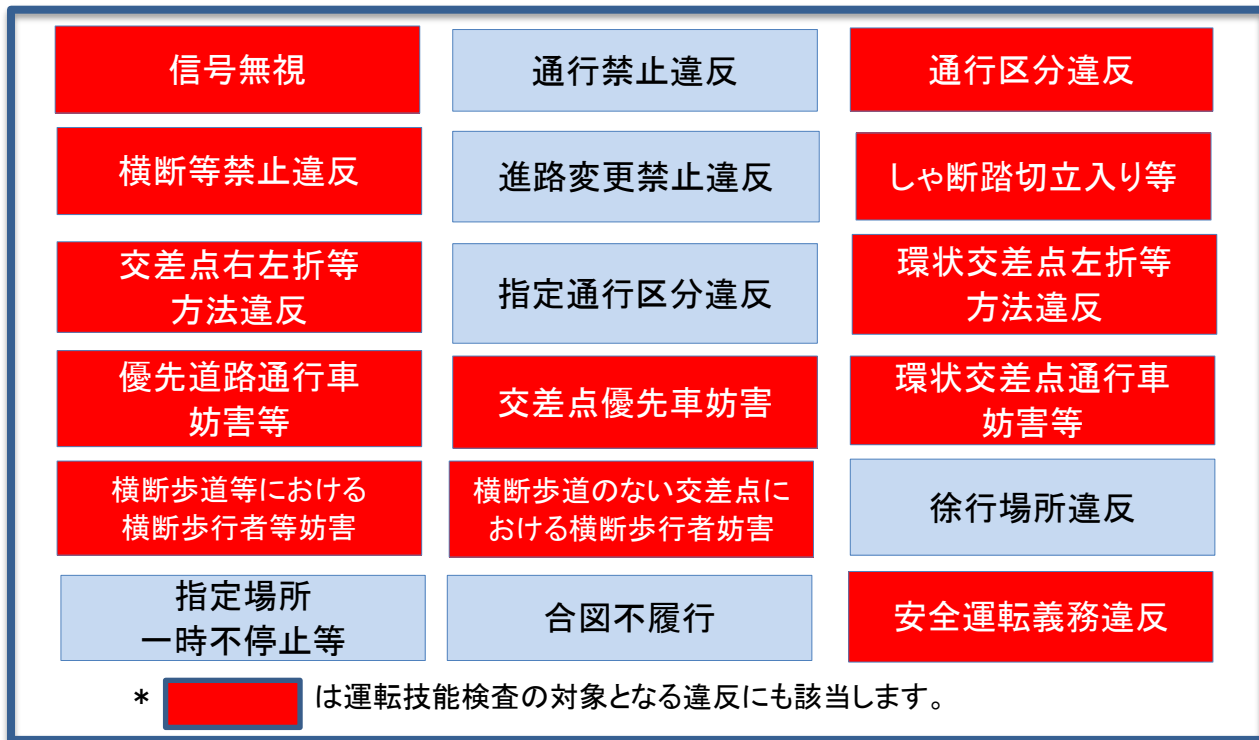 信号無視
通行禁止違反
通行区分違反
横断等禁止違反
進路変更禁止違反
しゃ断踏切立入り等
交差点右左折等
方法違反
指定通行区分違反
環状交差点左折等
方法違反
優先道路通行車
妨害等
交差点優先車妨害
環状交差点通行車
妨害等
横断歩道等における
横断歩行者等妨害
横断歩道のない交差点に
おける横断歩行者妨害
徐行場所違反
指定場所
一時不停止等
合図不履行
安全運転義務違反
* は運転技能検査の対象となる違反にも該当します。